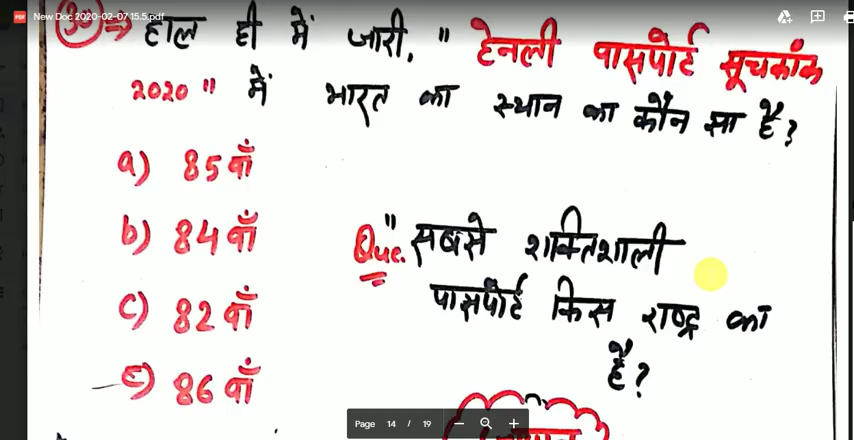 New Doc 2020-02-07 15.5.pdf
हाल ही में जारी, " हेनली पासपोर्ट सूचकांक
2020 " में भारत का स्थान का कौन सा है?
a) 85वाँ
b) 84वाँ
c) 82वाँ
E) 86वाँ
Que. "सबसे शक्तिशाली
पासपोर्ट किस राष्ट्र का
है?
Page 14 / 19